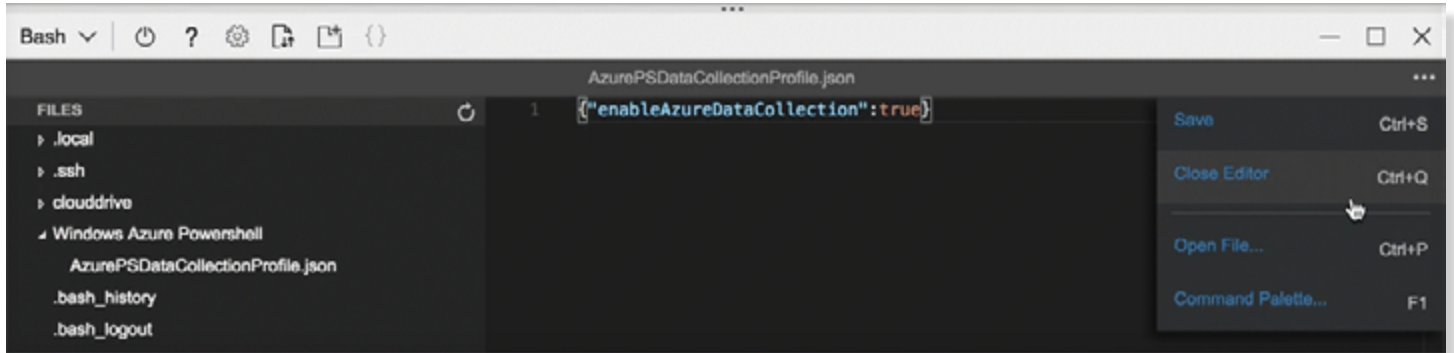 Bash
AzurePSDataCollectionProfile.json
FILES
.local
.ssh
clouddrive
Windows Azure Powershell
AzurePSDataCollectionProfile.json
.bash_history
.bash_logout
1 {"enableAzureDataCollection":true}
Save Ctrl+S
Close Editor Ctrl+Q
Open File... Ctrl+P
Command Palette... F1